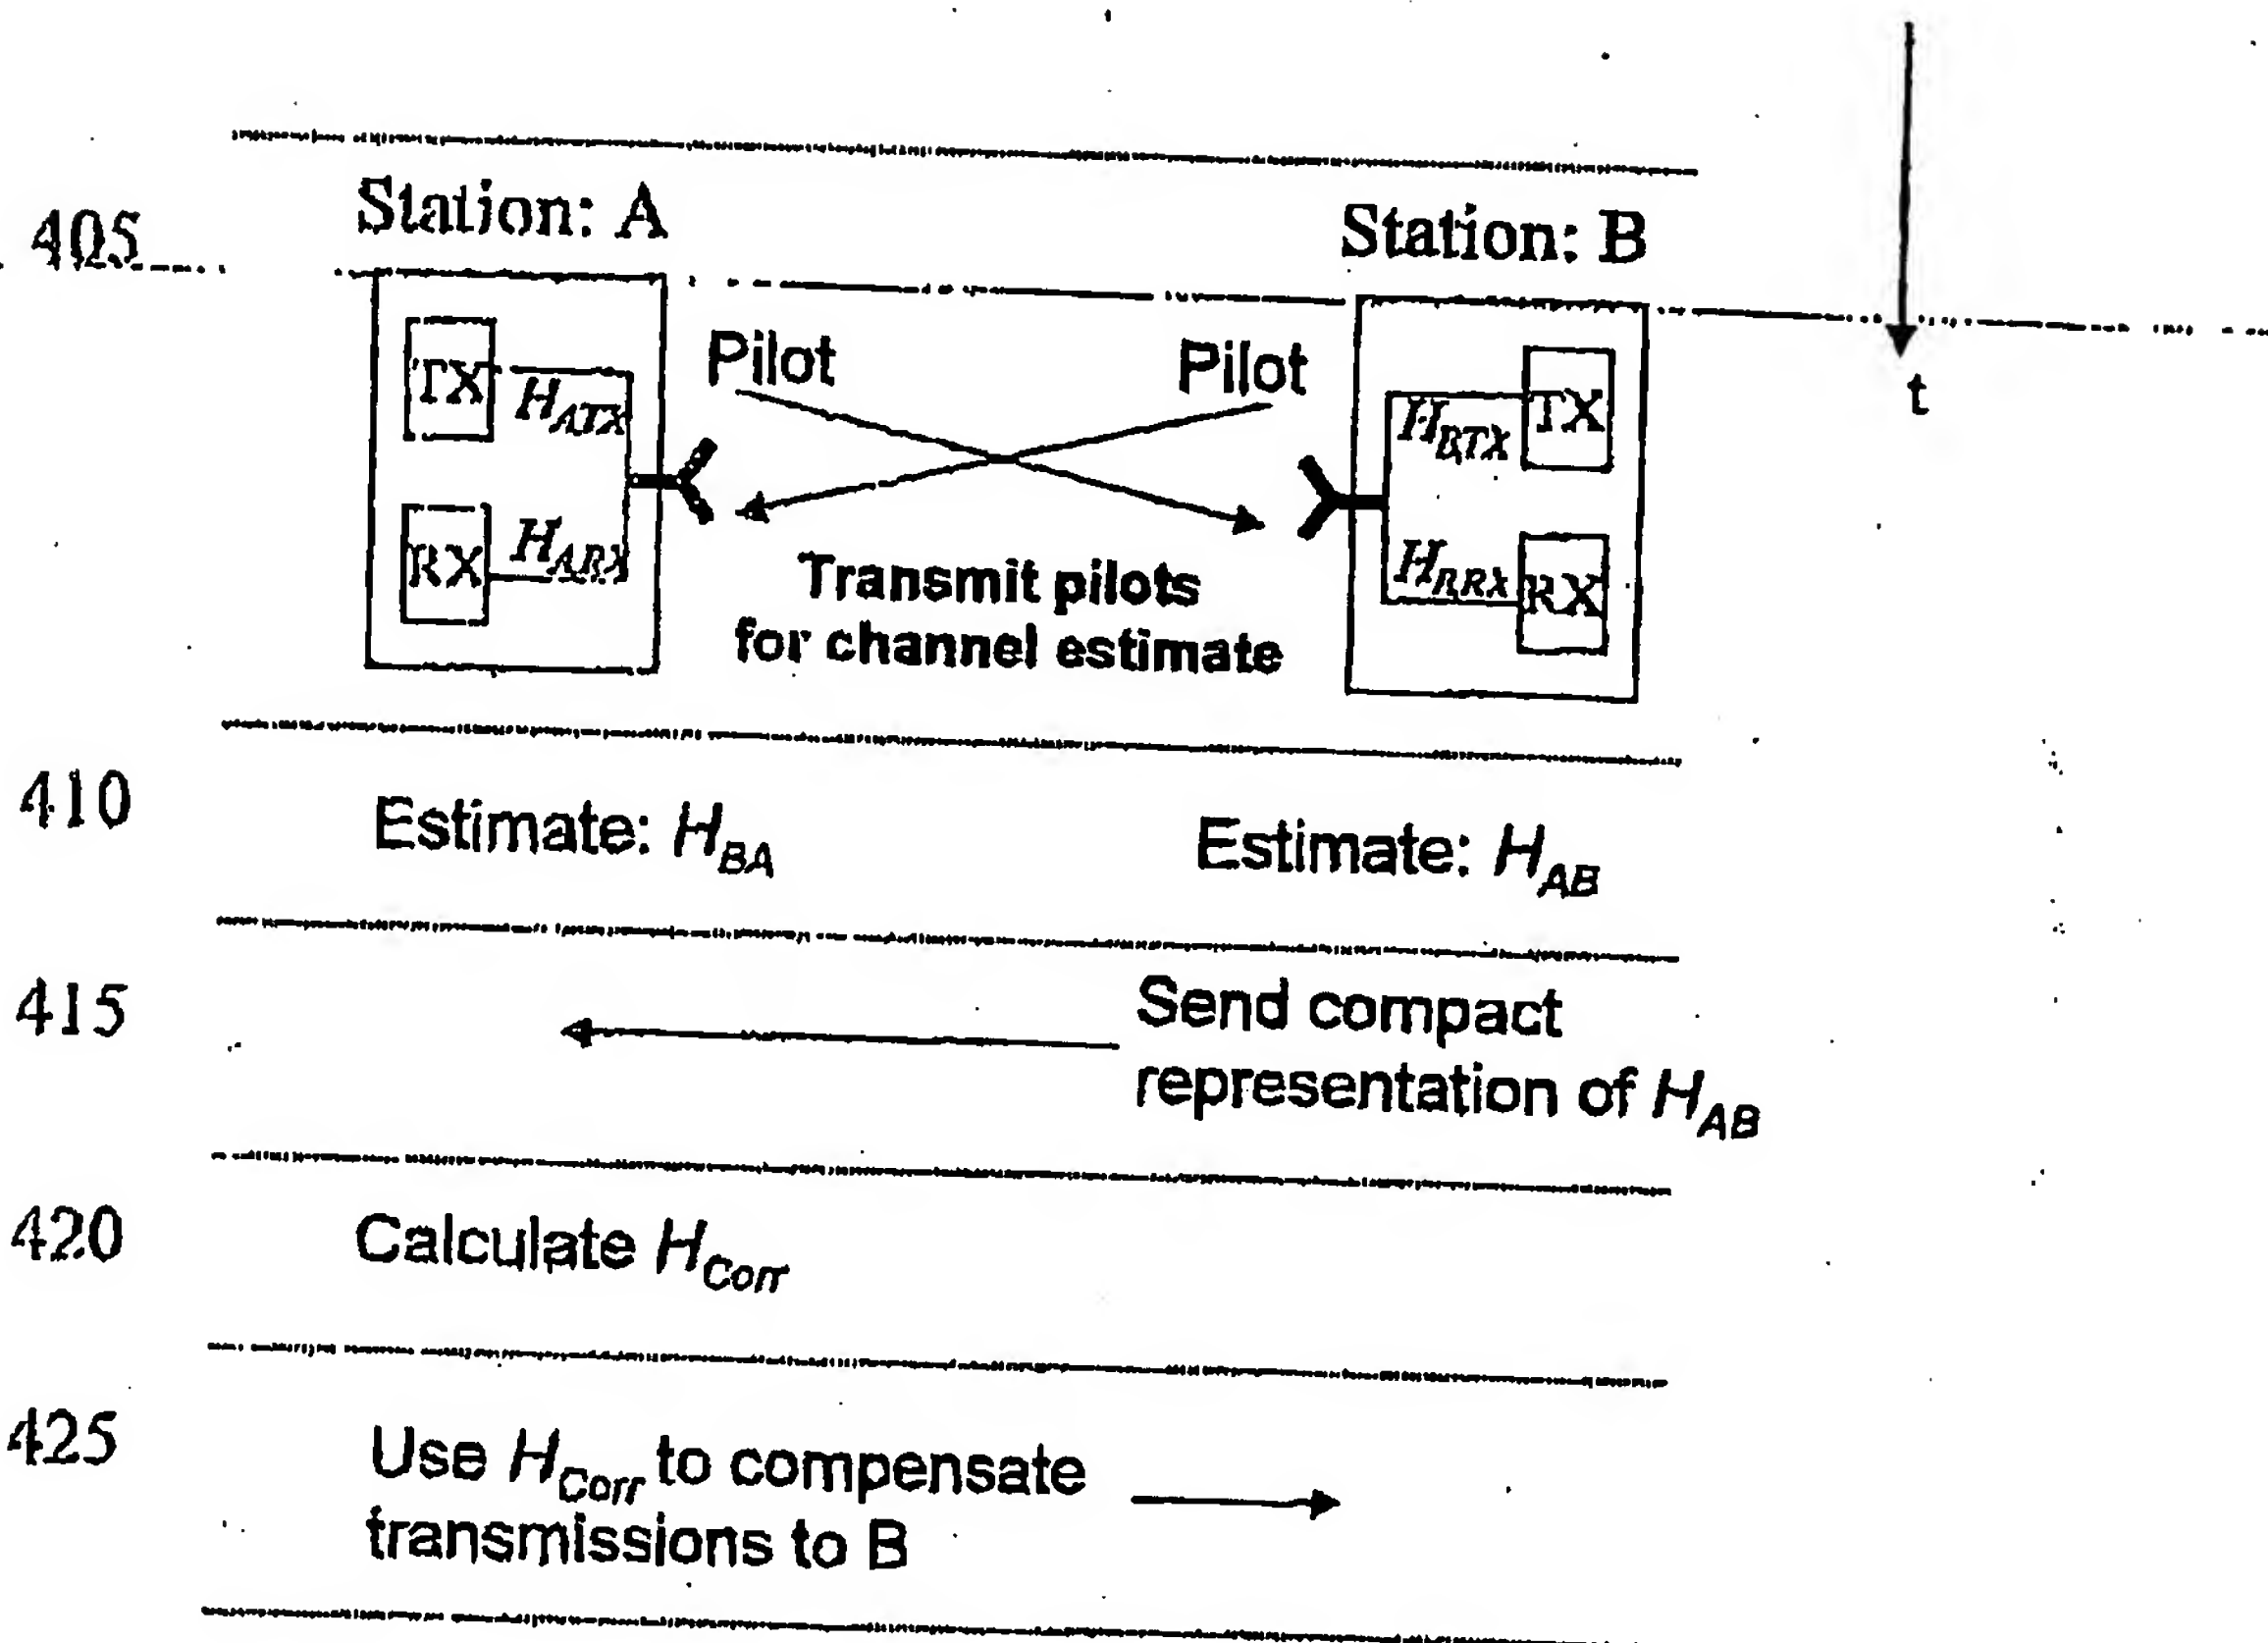 Station: A
Station: B
405
TX
H_ATX
Pilot
Pilot
H_BTX
TX
t
RX
H_ARX
H_BRX
RX
Transmit pilots
for channel estimate
410
Estimate: H_BA
Estimate: H_AB
415
Send compact
representation of H_AB
420
Calculate H_Corr
425
Use H_Corr to compensate
transmissions to B